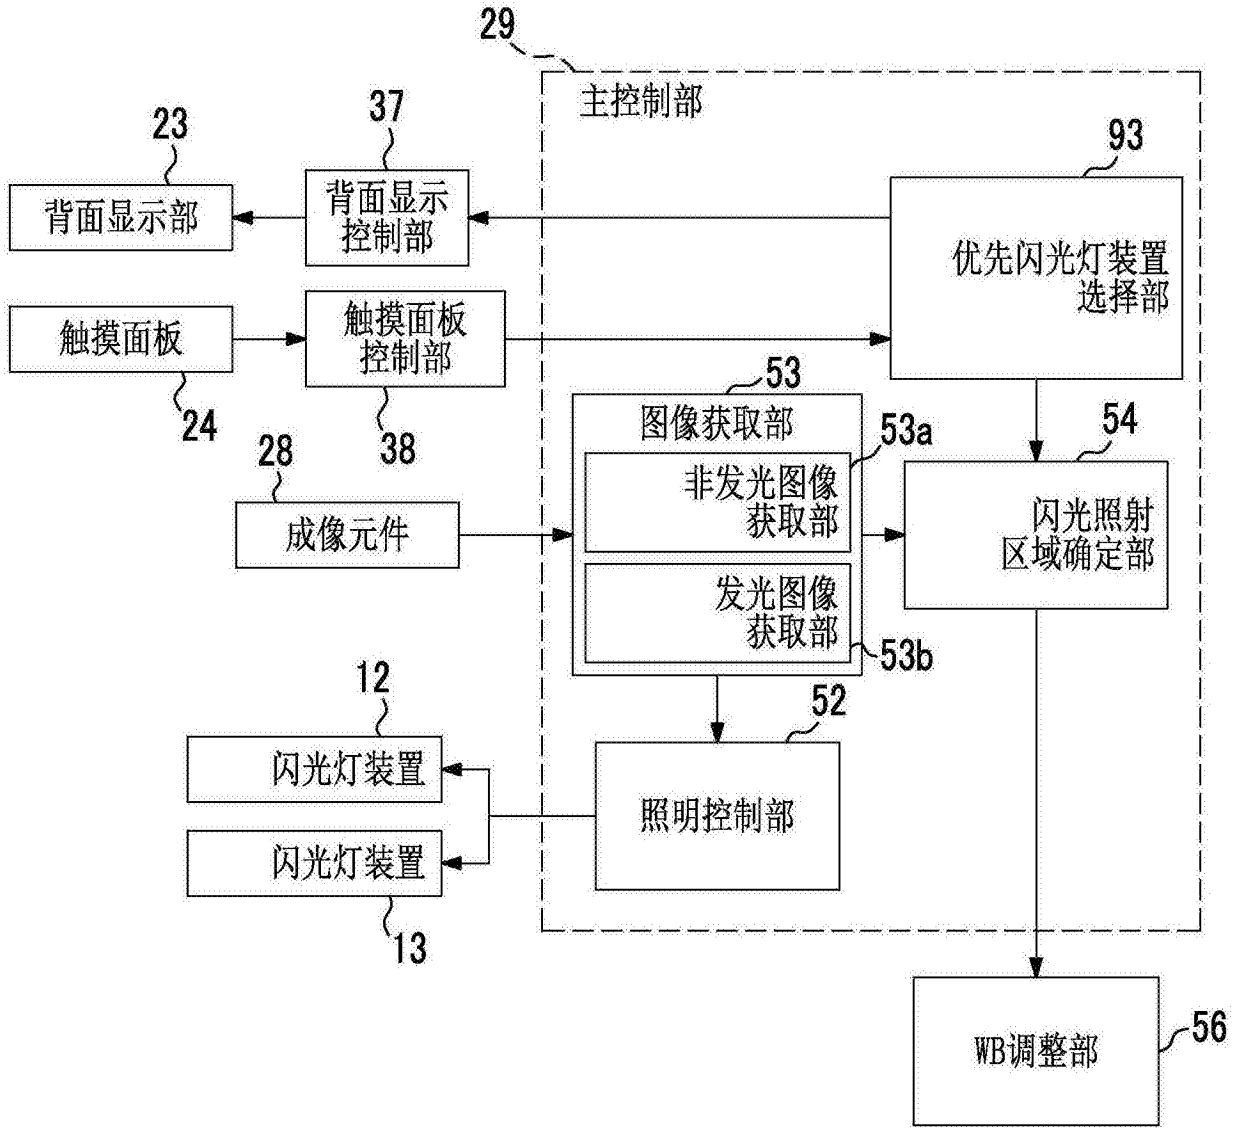 29
主控制部
37
23
93
背面显示部
背面显示
控制部
优先闪光灯装置
选择部
触摸面板
触摸面板
控制部
24
38
53
图像获取部
53a
54
28
非发光图像
获取部
成像元件
闪光照射
区域确定部
发光图像
获取部
53b
12
52
闪光灯装置
照明控制部
闪光灯装置
13
WB调整部
56